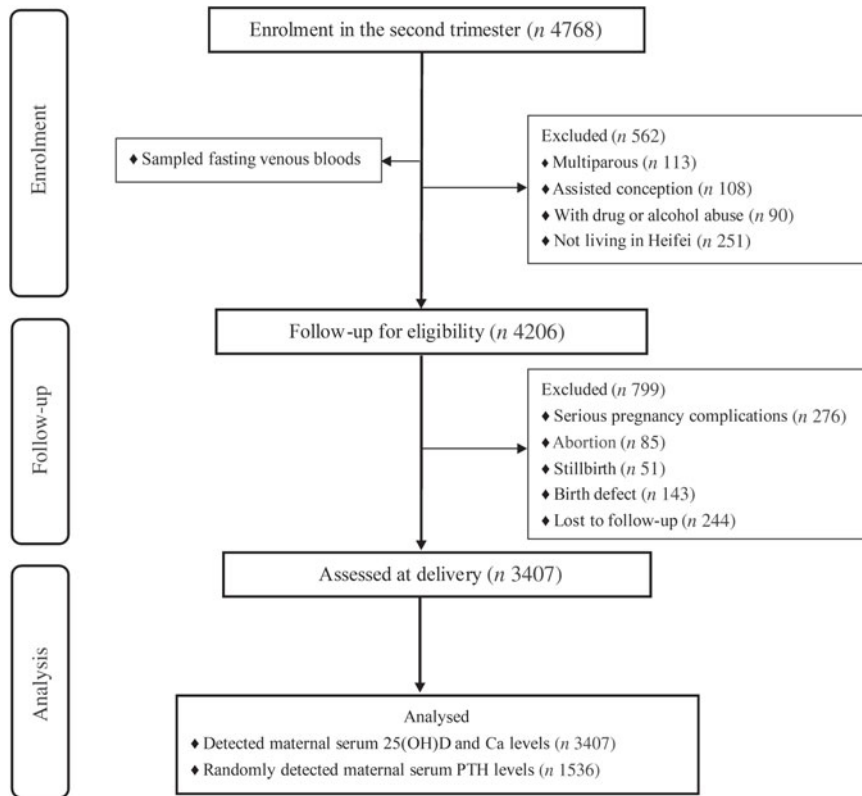 Enrolment
Enrolment in the second trimester (n 4768)
♦ Sampled fasting venous bloods
Excluded (n 562)
♦ Multiparous (n 113)
♦ Assisted conception (n 108)
♦ With drug or alcohol abuse (n 90)
♦ Not living in Heifei (n 251)
Follow-up
Follow-up for eligibility (n 4206)
Excluded (n 799)
♦ Serious pregnancy complications (n 276)
♦ Abortion (n 85)
♦ Stillbirth (n 51)
♦ Birth defect (n 143)
♦ Lost to follow-up (n 244)
Analysis
Assessed at delivery (n 3407)
Analysed
♦ Detected maternal serum 25(OH)D and Ca levels (n 3407)
♦ Randomly detected maternal serum PTH levels (n 1536)